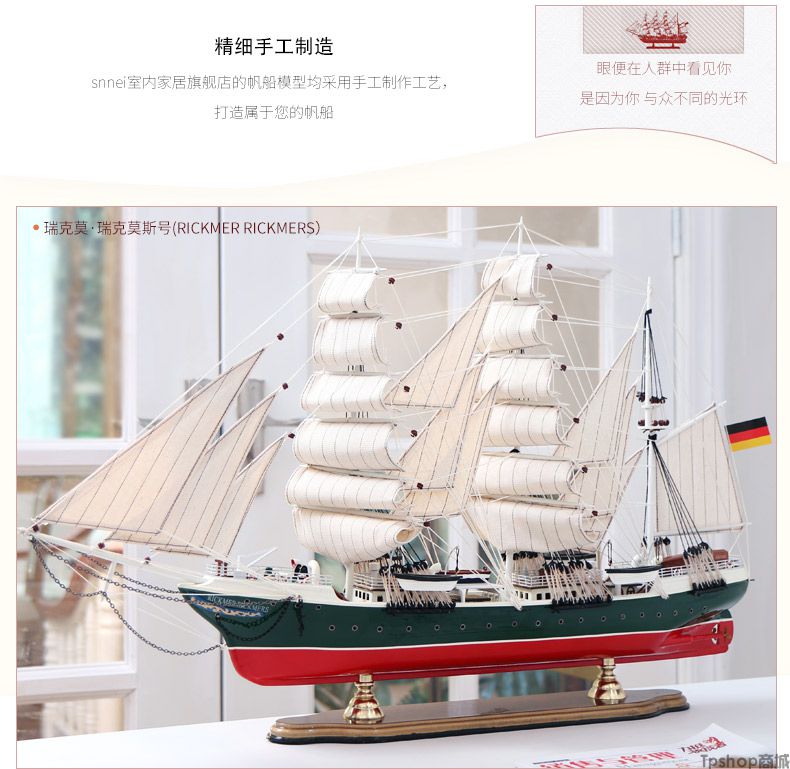 精细手工制造
snnei室内家居旗舰店的帆船模型均采用手工制作工艺，
打造属于您的帆船
眼便在人群中看见你
是因为你 与众不同的光环
瑞克莫·瑞克莫斯号(RICKMER RICKMERS)
RICKMER RICKMERS
Tpshop商城